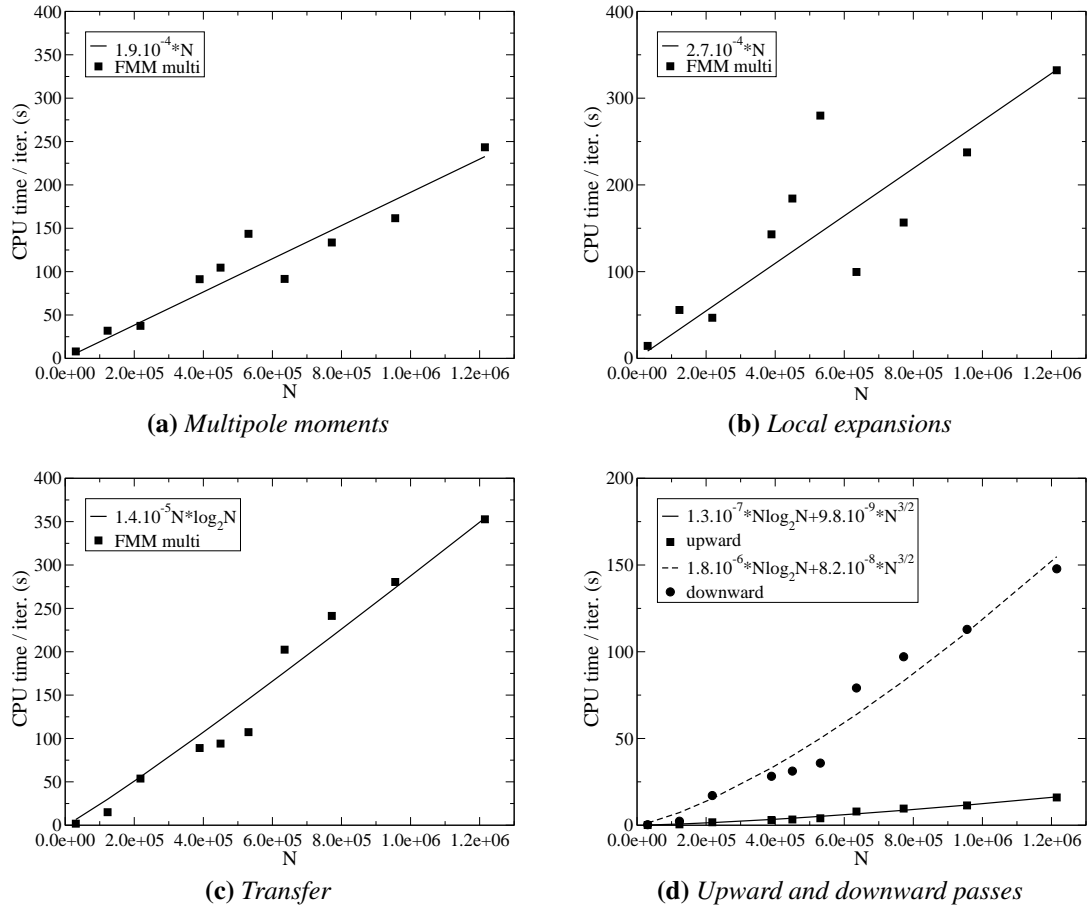 400
350
300
250
200
150
100
50
0
CPU time / iter. (s)
1.9.10⁻⁴*N
FMM multi
0.0e+00 2.0e+05 4.0e+05 6.0e+05 8.0e+05 1.0e+06 1.2e+06
N
(a) Multipole moments
400
300
200
100
0
CPU time / iter. (s)
2.7.10⁻⁴*N
FMM multi
0.0e+00 2.0e+05 4.0e+05 6.0e+05 8.0e+05 1.0e+06 1.2e+06
N
(b) Local expansions
400
350
300
250
200
150
100
50
0
CPU time / iter. (s)
1.4.10⁻⁵N*log₂N
FMM multi
0.0e+00 2.0e+05 4.0e+05 6.0e+05 8.0e+05 1.0e+06 1.2e+06
N
(c) Transfer
200
150
100
50
0
CPU time / iter. (s)
1.3.10⁻⁷*Nlog₂N+9.8.10⁻⁹*N³ᐟ²
upward
1.8.10⁻⁶*Nlog₂N+8.2.10⁻⁸*N³ᐟ²
downward
0.0e+00 2.0e+05 4.0e+05 6.0e+05 8.0e+05 1.0e+06 1.2e+06
N
(d) Upward and downward passes